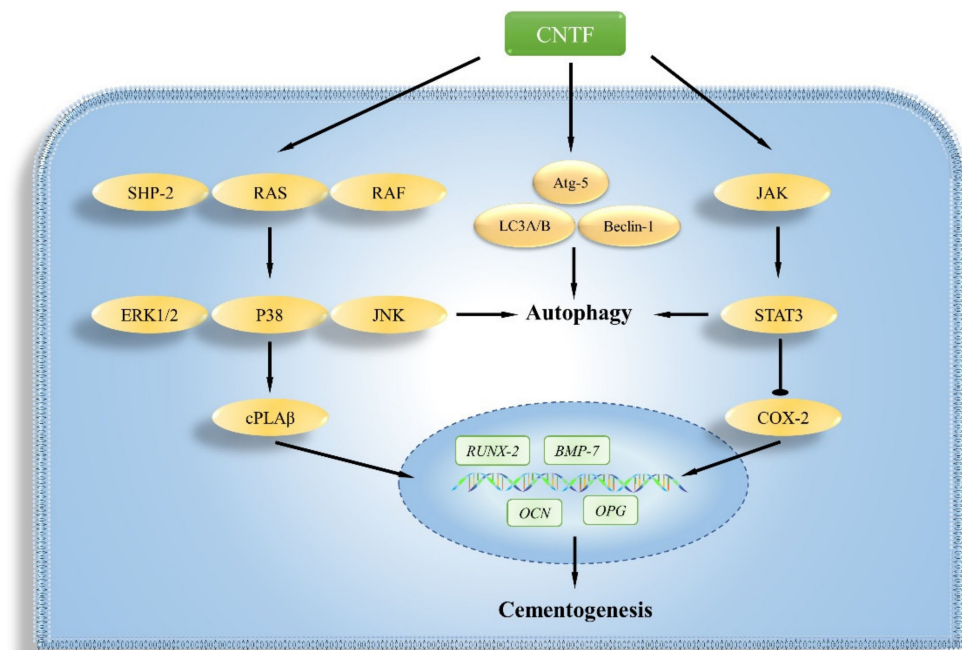 CNTF
SHP-2
RAS
RAF
Atg-5
LC3A/B
Beclin-1
JAK
ERK1/2
P38
JNK
Autophagy
STAT3
cPLAβ
COX-2
RUNX-2
BMP-7
OCN
OPG
Cementogenesis